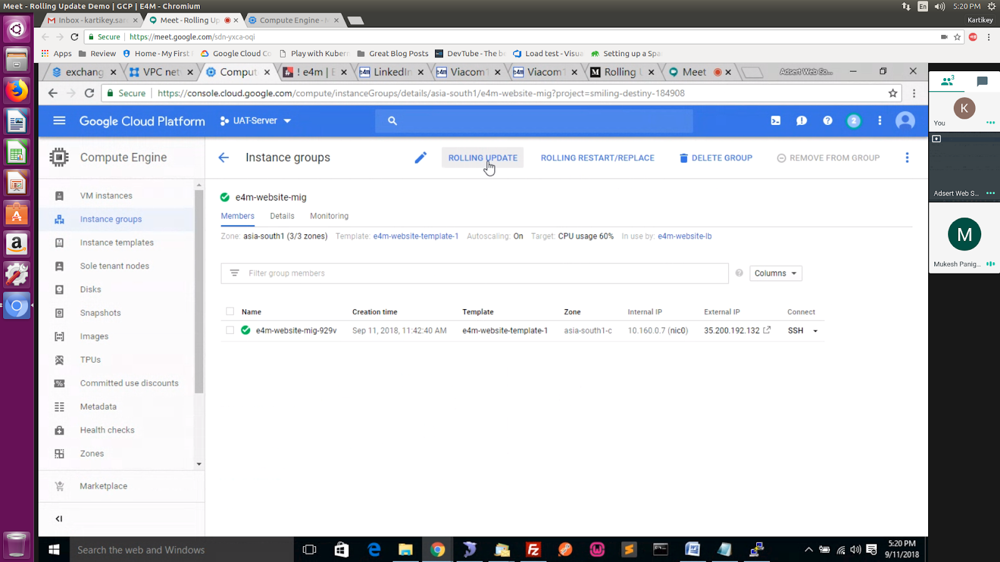 Meet - Rolling Update Demo | GCP | E4M - Chromium
En
5:20 PM
Inbox - kartikey.sar
Meet - Rolling Up
Compute Engine - M
Kartikey
Secure
https://meet.google.com/sdn-yxca-oqi
Apps
Review
Home - My First
Google Cloud Co
Play with Kubern
Great Blog Posts
DevTube - The be
Load test - Visua
Setting up a Spa
exchang
VPC net
Comput
! e4m | E
LinkedIn
Viacom1
Viacom1
Rolling U
Meet
Adsert Web So...
Secure
https://console.cloud.google.com/compute/instanceGroups/details/asia-south1/e4m-website-mig?project=smiling-destiny-184908
Google Cloud Platform
UAT-Server
2
Compute Engine
Instance groups
ROLLING UPDATE
ROLLING RESTART/REPLACE
DELETE GROUP
REMOVE FROM GROUP
VM instances
Instance groups
Instance templates
Sole tenant nodes
Disks
Snapshots
Images
TPUs
Committed use discounts
Metadata
Health checks
Zones
Marketplace
e4m-website-mig
Members
Details
Monitoring
Zone: asia-south1 (3/3 zones)
Template: e4m-website-template-1
Autoscaling: On
Target: CPU usage 60%
In use by: e4m-website-lb
Filter group members
Columns
Name
Creation time
Template
Zone
Internal IP
External IP
Connect
e4m-website-mig-929v
Sep 11, 2018, 11:42:40 AM
e4m-website-template-1
asia-south1-c
10.160.0.7 (nic0)
35.200.192.132
SSH
3
K
You
Adsert Web S...
M
Mukesh Panig...
Search the web and Windows
5:20 PM
9/11/2018